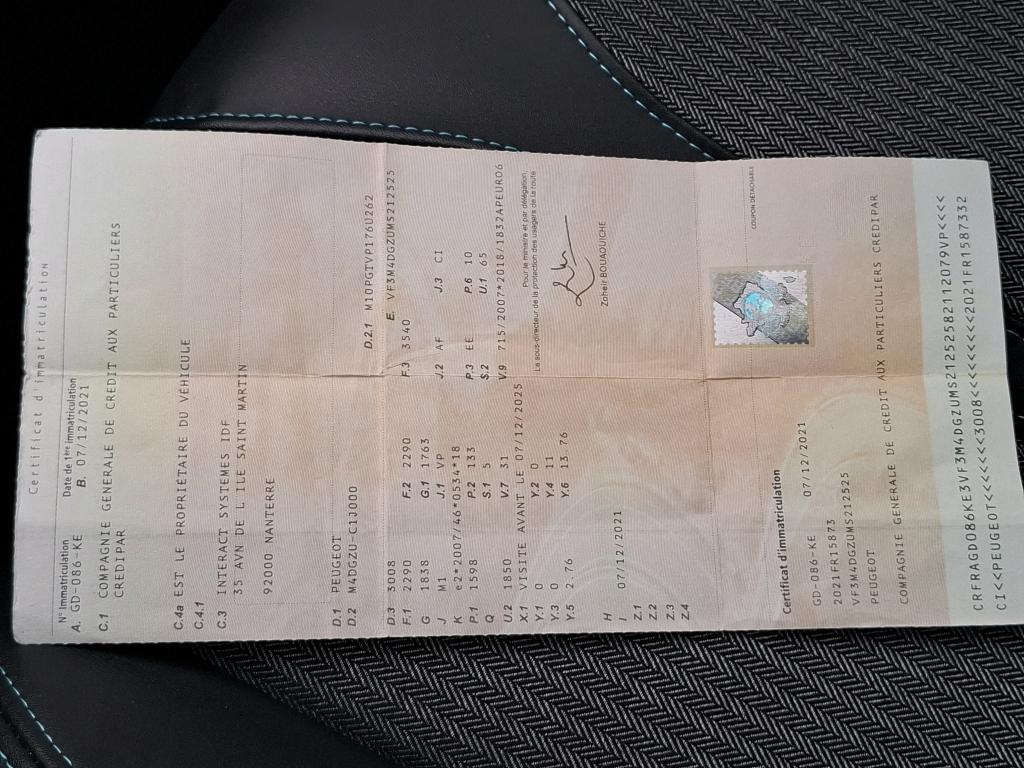 Certificat d'immatriculation
N° Immatriculation Date de 1ère immatriculation
A. GD-086-KE B. 07/12/2021
C.1 COMPAGNIE GENERALE DE CREDIT AUX PARTICULIERS
CREDIPAR
C.4a EST LE PROPRIÉTAIRE DU VÉHICULE
C.4.1
C.3 INTERACT SYSTEMES IDF
35 AVN DE L ILE SAINT MARTIN
92000 NANTERRE
D.1 PEUGEOT
D.2 M4DGZU-C1J000 D.2.1 M10PGTVP176U262
D.3 3008 E. VF3M4DGZUMS212525
F.1 2290 F.2 2290 F.3 3540
G 1838 G.1 1763
J M1 J.1 VP J.2 AF J.3 CI
K e2*2007/46*0534*18
P.1 1598 P.2 133 P.3 EE P.6 10
Q S.1 5 S.2 U.1 65
U.2 1850 V.7 31 V.9 715/2007*2018/1832APEURO6
X.1 VISITE AVANT LE 07/12/2025
Y.1 0 Y.2 0
Y.3 0 Y.4 11
Y.5 2.76 Y.6 13.76
Pour le ministre et par délégation,
Le sous-directeur de la protection des usagers de la route
Zoheir BOUAOUICHE
H
I 07/12/2021
Z.1
Z.2
Z.3
Z.4
COUPON DÉTACHABLE
Certificat d'immatriculation
GD-086-KE 07/12/2021
2021FR15873
VF3M4DGZUMS212525
PEUGEOT
COMPAGNIE GENERALE DE CREDIT AUX PARTICULIERS CREDIPAR
CRFRAGD086KE3VF3M4DGZUMS21252582112079VP<<<
CI<<PEUGEOT<<<<<<3008<<<<<<<<<2021FR1587332